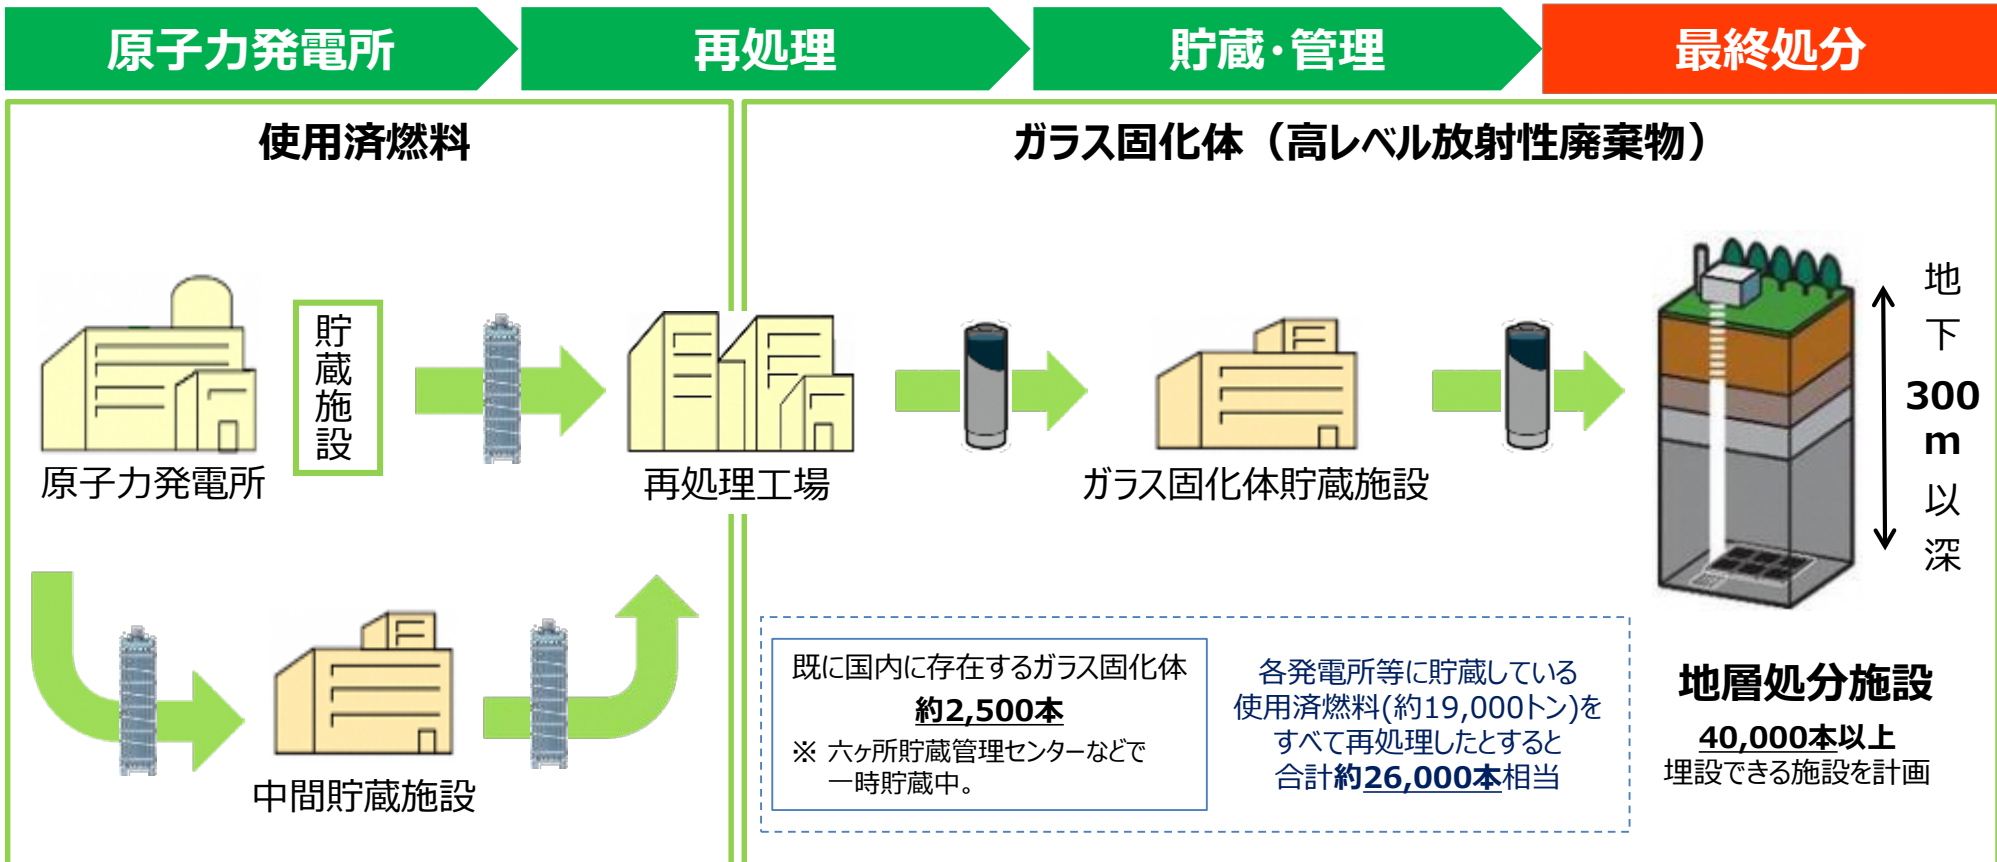 原子力発電所
再処理
貯蔵・管理
最終処分
使用済燃料
ガラス固化体（高レベル放射性廃棄物）
貯蔵施設
原子力発電所
再処理工場
ガラス固化体貯蔵施設
地下300m以深
中間貯蔵施設
既に国内に存在するガラス固化体
約2,500本
※ 六ヶ所貯蔵管理センターなどで
一時貯蔵中。
各発電所等に貯蔵している
使用済燃料(約19,000トン)を
すべて再処理したとすると
合計約26,000本相当
地層処分施設
40,000本以上
埋設できる施設を計画